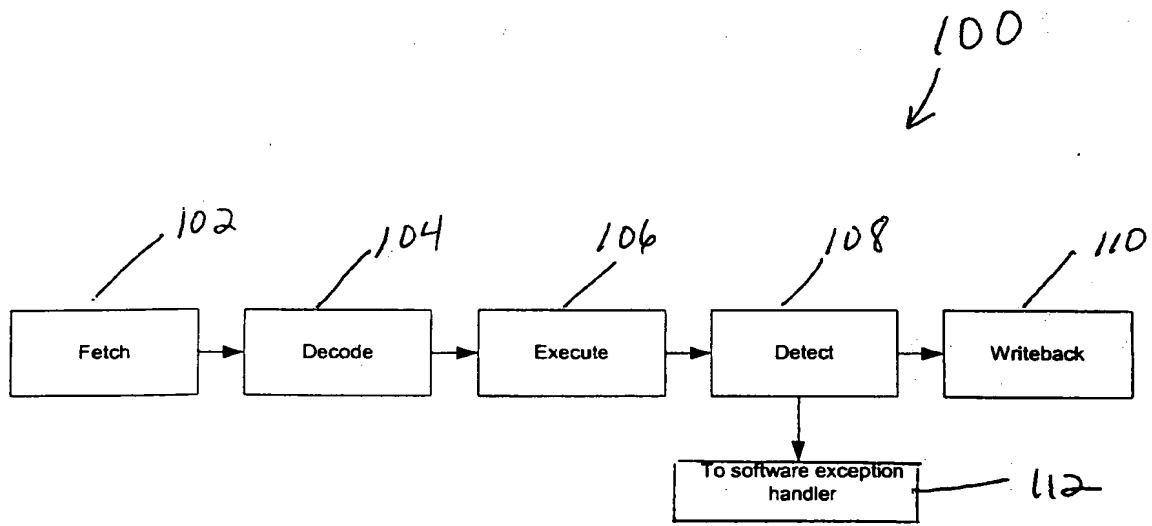 100
102
104
106
108
110
Fetch
Decode
Execute
Detect
Writeback
To software exception
handler
112